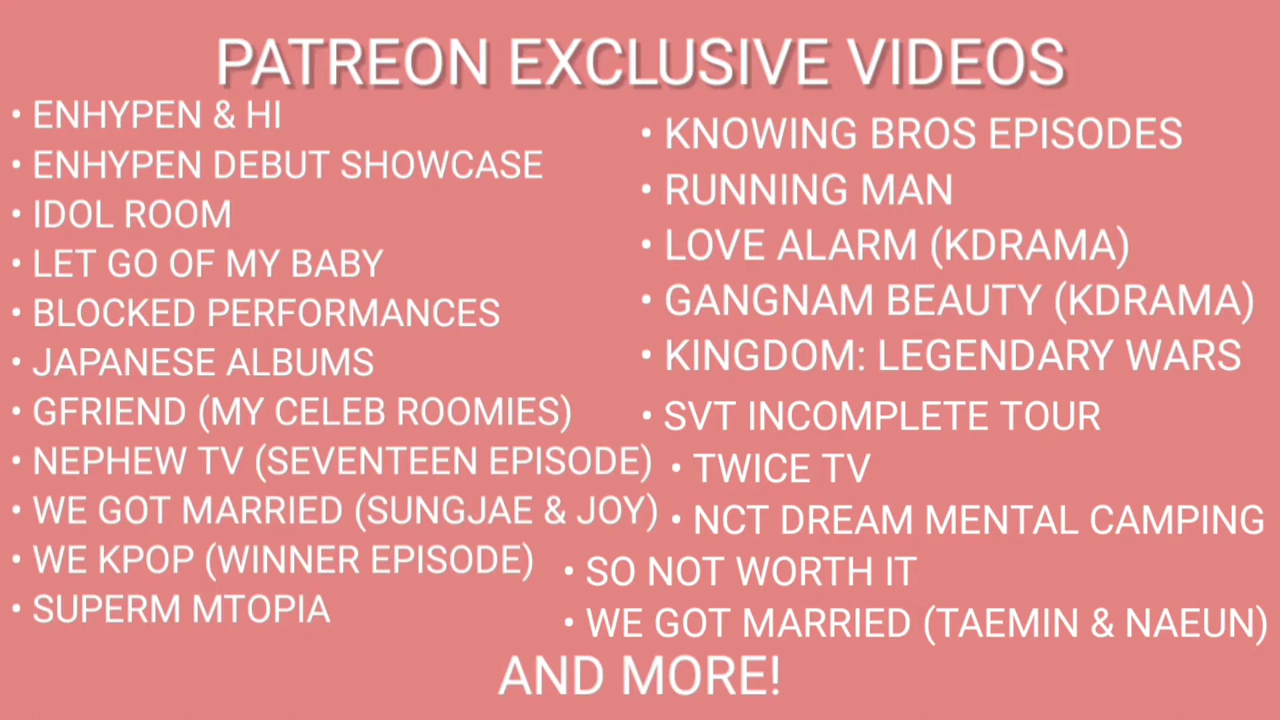 PATREON EXCLUSIVE VIDEOS
• ENHYPEN & HI
• ENHYPEN DEBUT SHOWCASE
• IDOL ROOM
• LET GO OF MY BABY
• BLOCKED PERFORMANCES
• JAPANESE ALBUMS
• GFRIEND (MY CELEB ROOMIES)
• NEPHEW TV (SEVENTEEN EPISODE)
• WE GOT MARRIED (SUNGJAE & JOY)
• WE KPOP (WINNER EPISODE)
• SUPERM MTOPIA
• KNOWING BROS EPISODES
• RUNNING MAN
• LOVE ALARM (KDRAMA)
• GANGNAM BEAUTY (KDRAMA)
• KINGDOM: LEGENDARY WARS
• SVT INCOMPLETE TOUR
• TWICE TV
• NCT DREAM MENTAL CAMPING
• SO NOT WORTH IT
• WE GOT MARRIED (TAEMIN & NAEUN)
AND MORE!